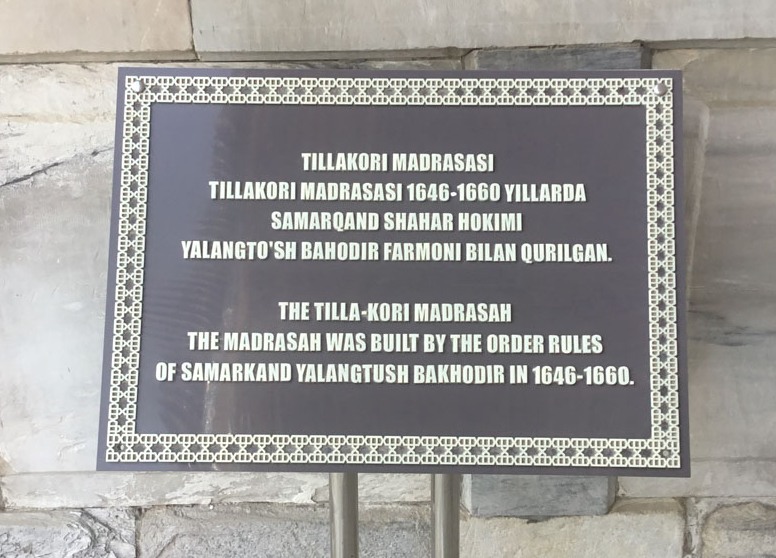 TILLAKORI MADRASASI
TILLAKORI MADRASASI 1646-1660 YILLARDA
SAMARQAND SHAHAR HOKIMI
YALANGTO'SH BAHODIR FARMONI BILAN QURILGAN.
THE TILLA-KORI MADRASAH
THE MADRASAH WAS BUILT BY THE ORDER RULES
OF SAMARKAND YALANGTUSH BAKHODIR IN 1646-1660.